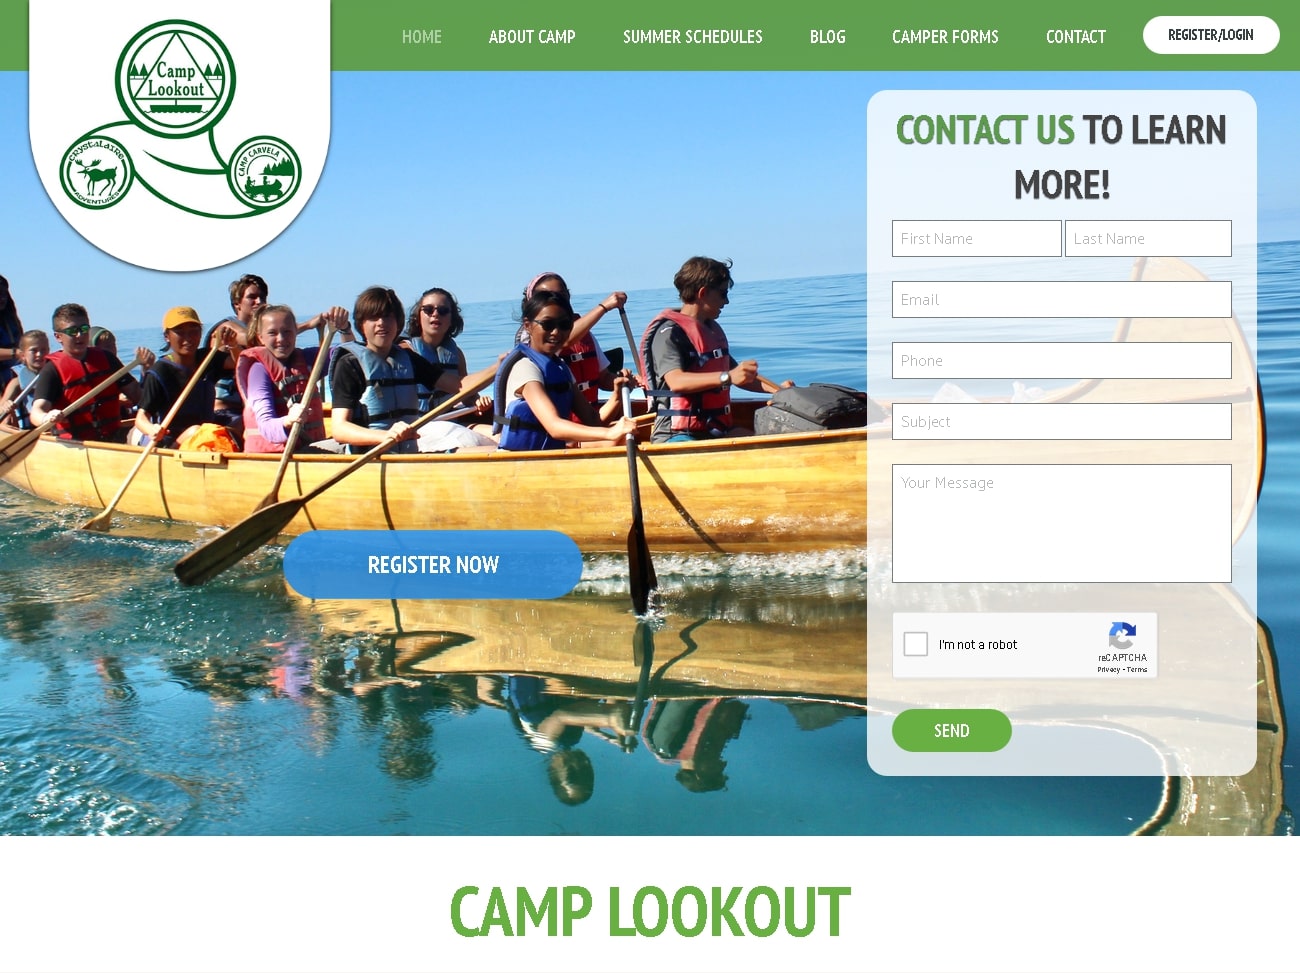 HOME
ABOUT CAMP
SUMMER SCHEDULES
BLOG
CAMPER FORMS
CONTACT
REGISTER/LOGIN
Camp
Lookout
CRYSTALAIRE
ADVENTURES
CAMP CARVELA
CONTACT US TO LEARN
MORE!
First Name
Last Name
Email
Phone
Subject
Your Message
REGISTER NOW
I'm not a robot
reCAPTCHA
Privacy - Terms
SEND
CAMP LOOKOUT